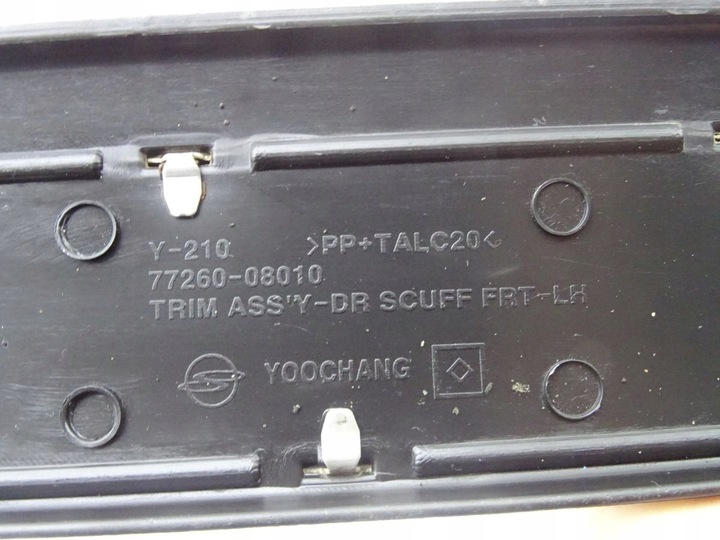 Y-210 >PP+TALC20<
77260-08010
TRIM ASS'Y-DR SCUFF FRT-LH
YOOCHANG